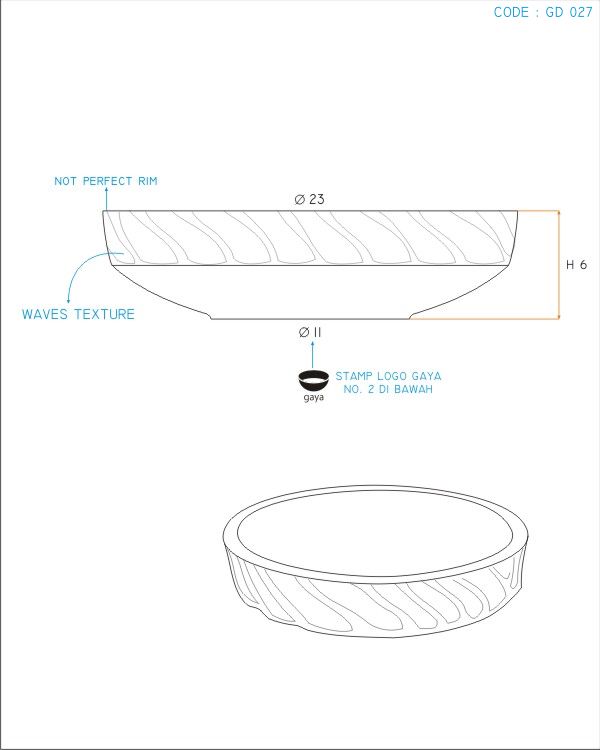 CODE : GD 027
NOT PERFECT RIM
Ø 23
H 6
WAVES TEXTURE
Ø 11
STAMP LOGO GAYA
NO. 2 DI BAWAH
gaya